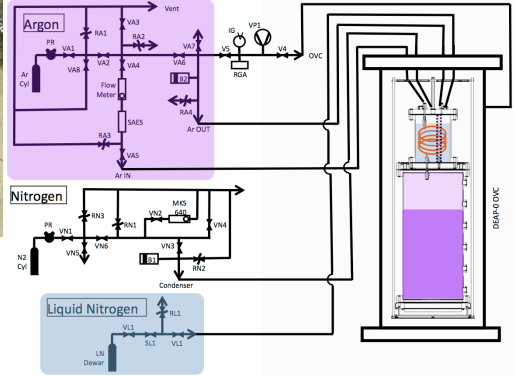 Argon
Vent
VA3
RA1
RA2
PR
VA1
VA2
VA8
VA4
VA6
VA7
Ar
Cyl
Flow
Meter
B2
RA4
SAES
Ar OUT
RA3
VA5
Ar IN
IG
VP1
V5
V4
OVC
RGA
DEAP-0 OVC
Nitrogen
PR
RN3
VN1
VN5
VN6
RN1
VN2
MKS
640
VN4
VN3
B1
RN2
N2
Cyl
Condenser
Liquid Nitrogen
RL1
VL1
SL1
VL1
LN
Dewar